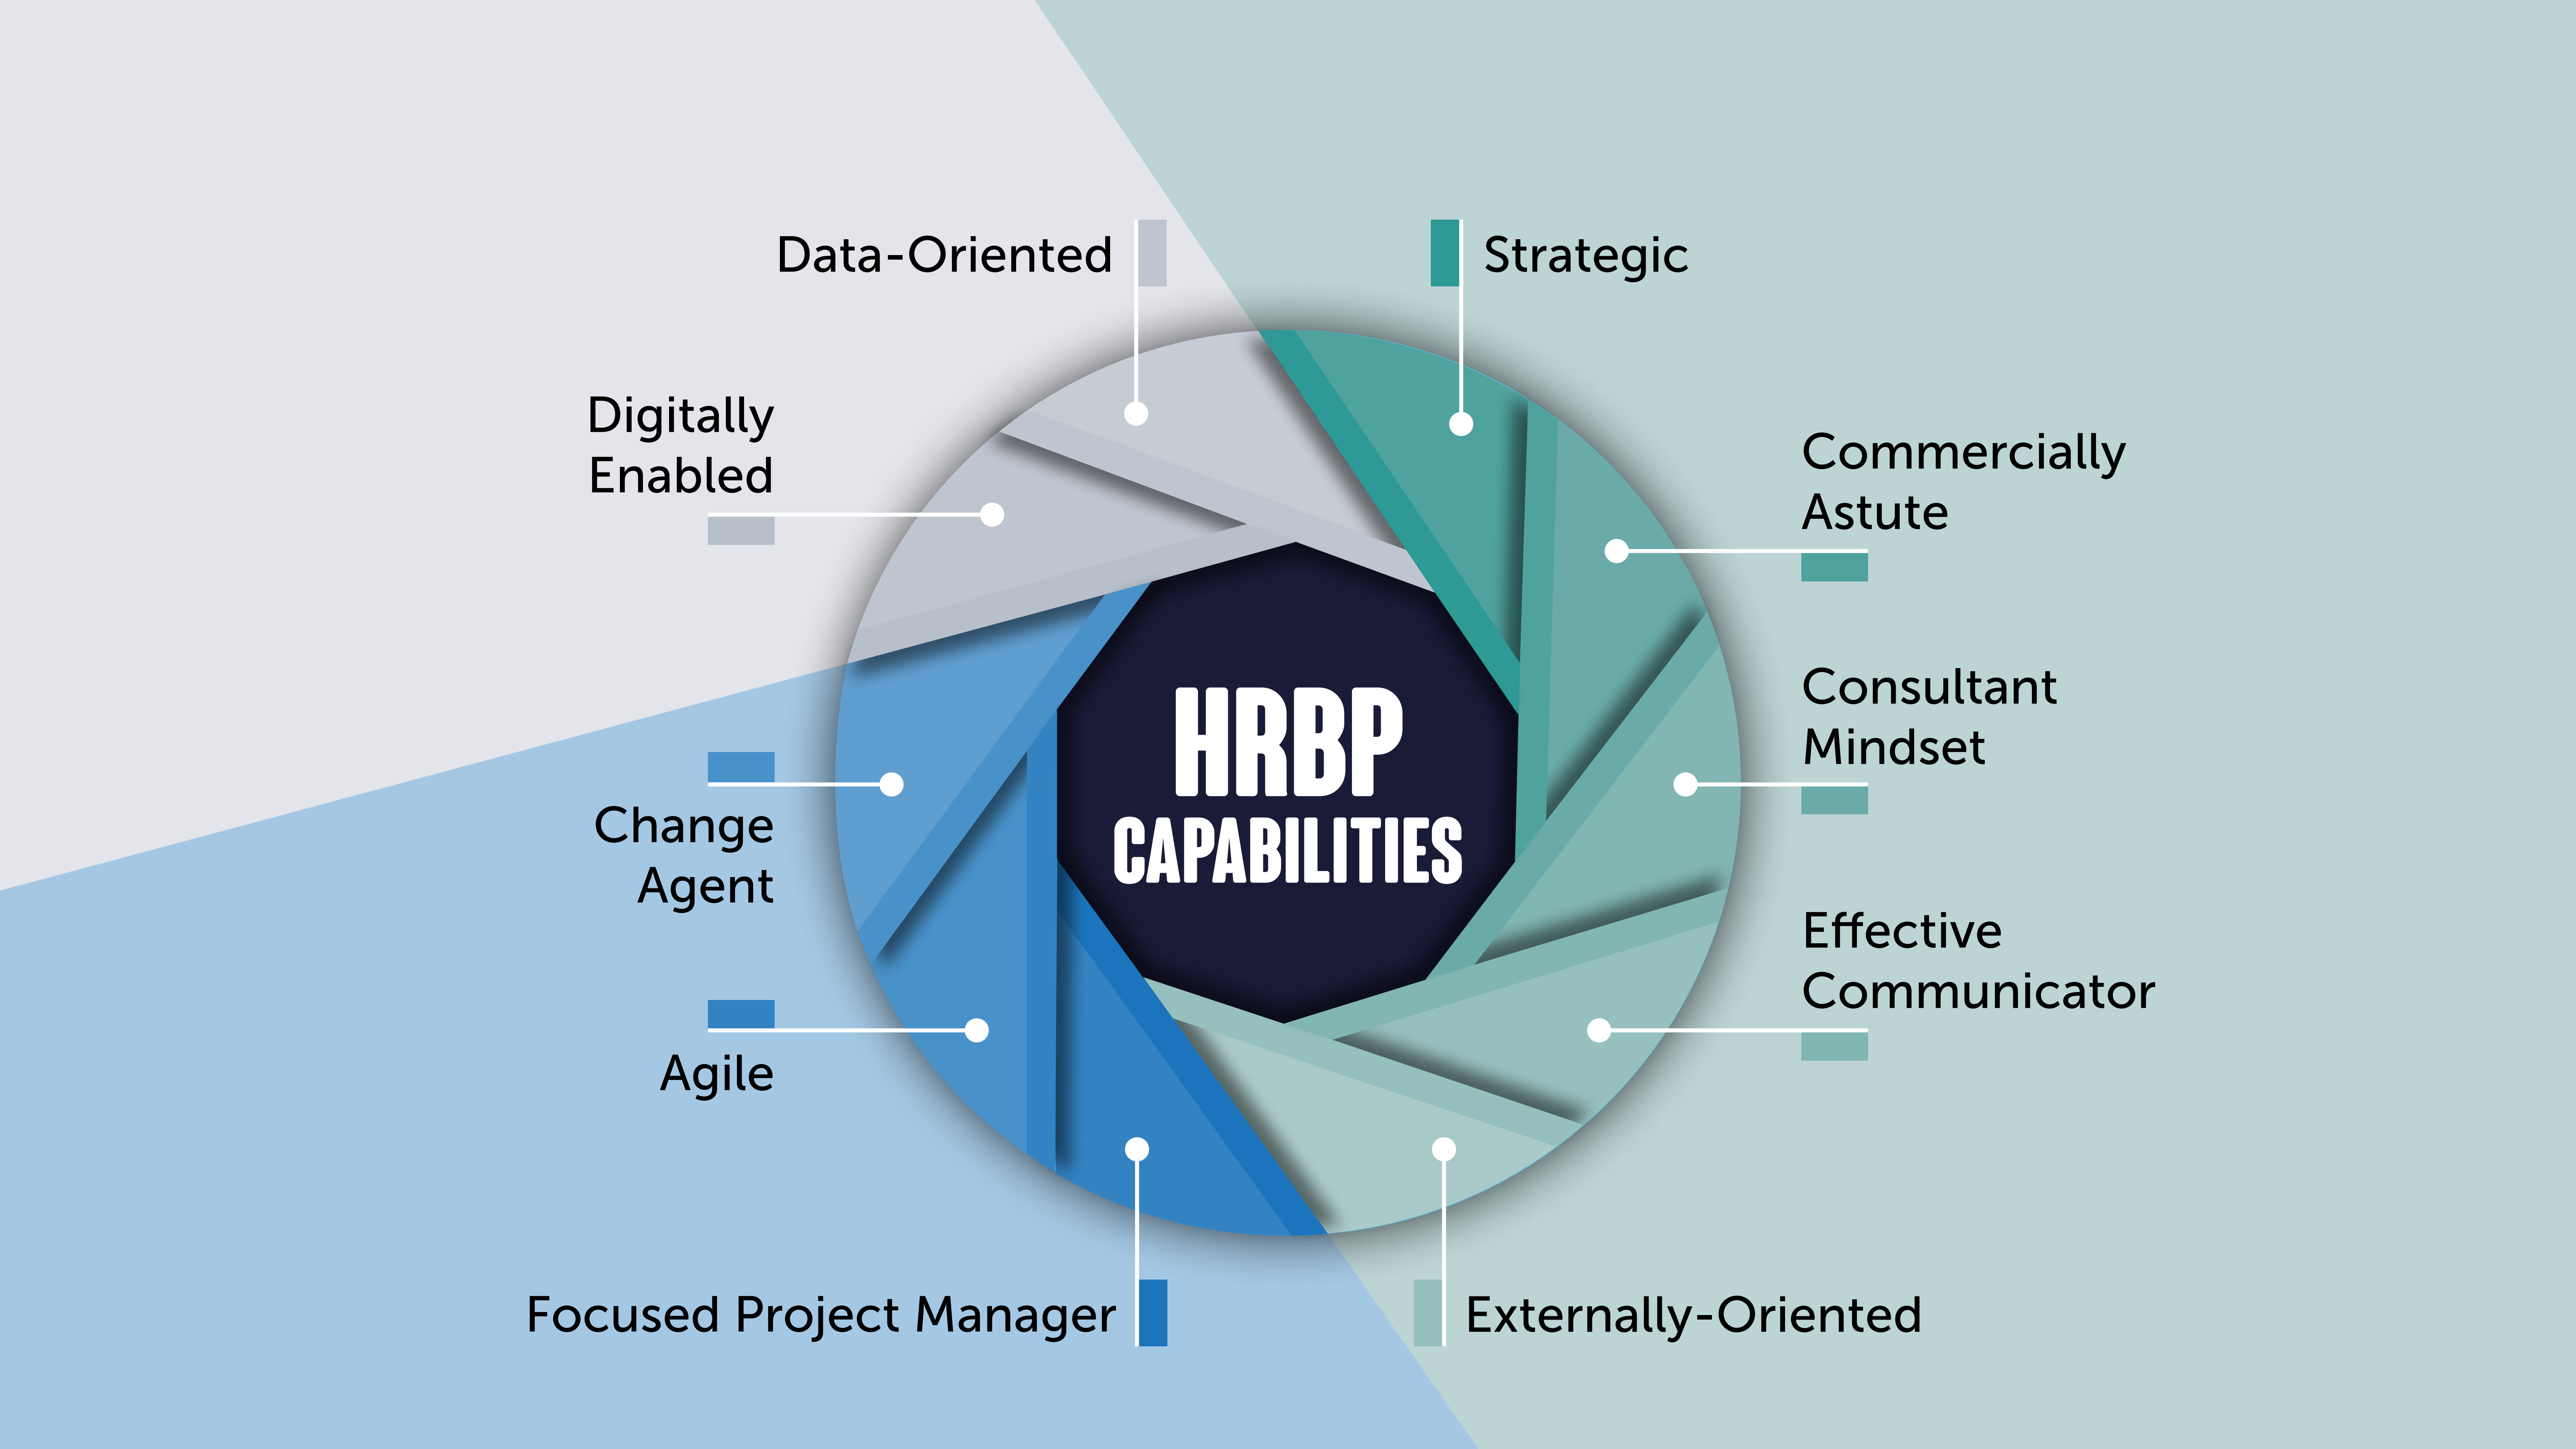 Data-Oriented
Strategic
Digitally
Enabled
Commercially
Astute
Consultant
Mindset
HRBP
CAPABILITIES
Change
Agent
Effective
Communicator
Agile
Focused Project Manager
Externally-Oriented